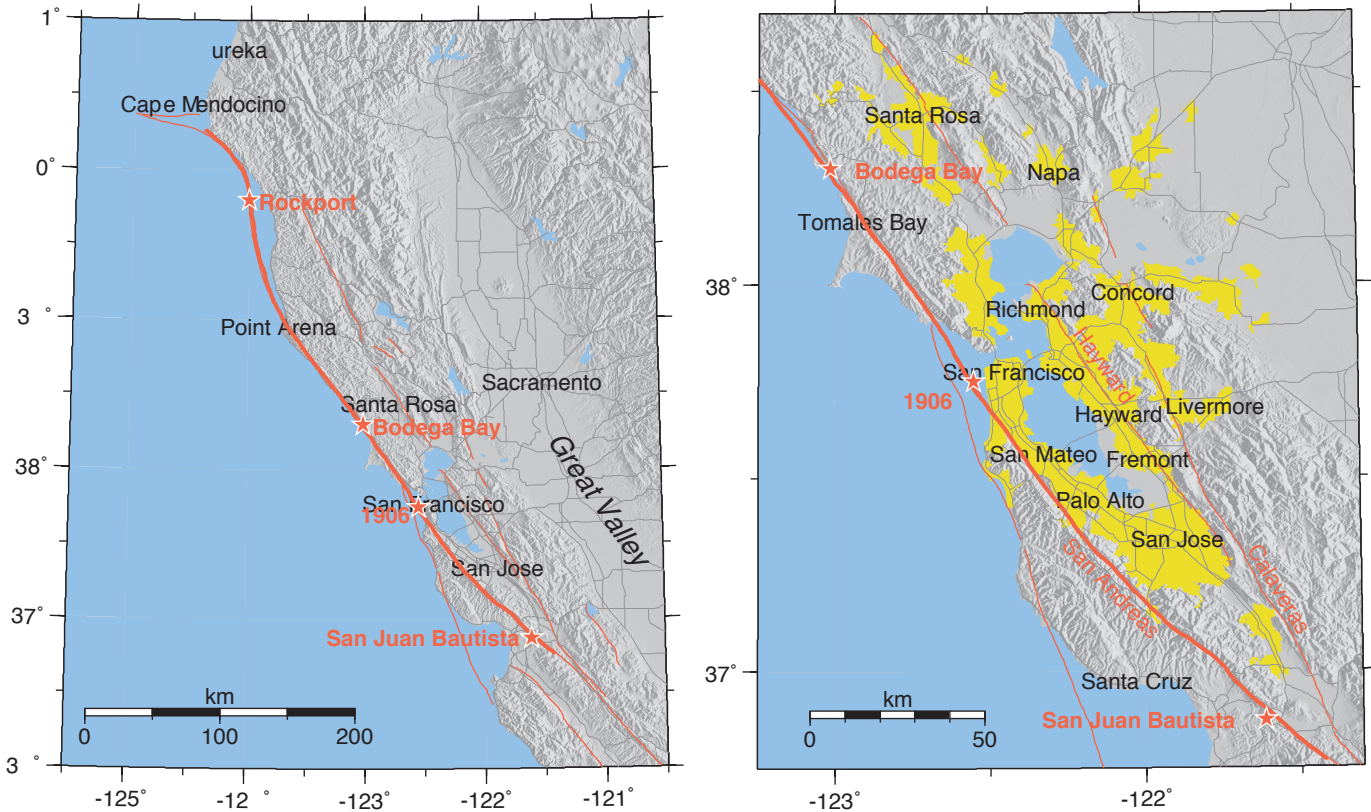 1°
ureka
Cape Mendocino
0°
Rockport
3 °
Point Arena
Sacramento
Santa Rosa
Bodega Bay
Great Valley
38°
San Francisco
1906
San Jose
37°
San Juan Bautista
km
0 100 200
3 °
-125° -12 ° -123° -122° -121°
Santa Rosa
Bodega Bay
Napa
Tomales Bay
38°
Concord
Richmond
Hayward
San Francisco
1906
Hayward
Livermore
San Mateo
Fremont
Palo Alto
San Jose
San Andreas
Calaveras
37°
Santa Cruz
San Juan Bautista
km
0 50
-123° -122°